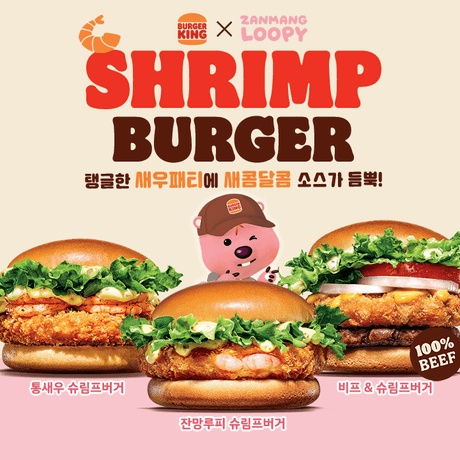 BURGER KING × ZANMANG LOOPY
SHRIMP
BURGER
탱글한 새우패티에 새콤달콤 소스가 듬뿍!
100% BEEF
통새우 슈림프버거
비프 & 슈림프버거
잔망루피 슈림프버거